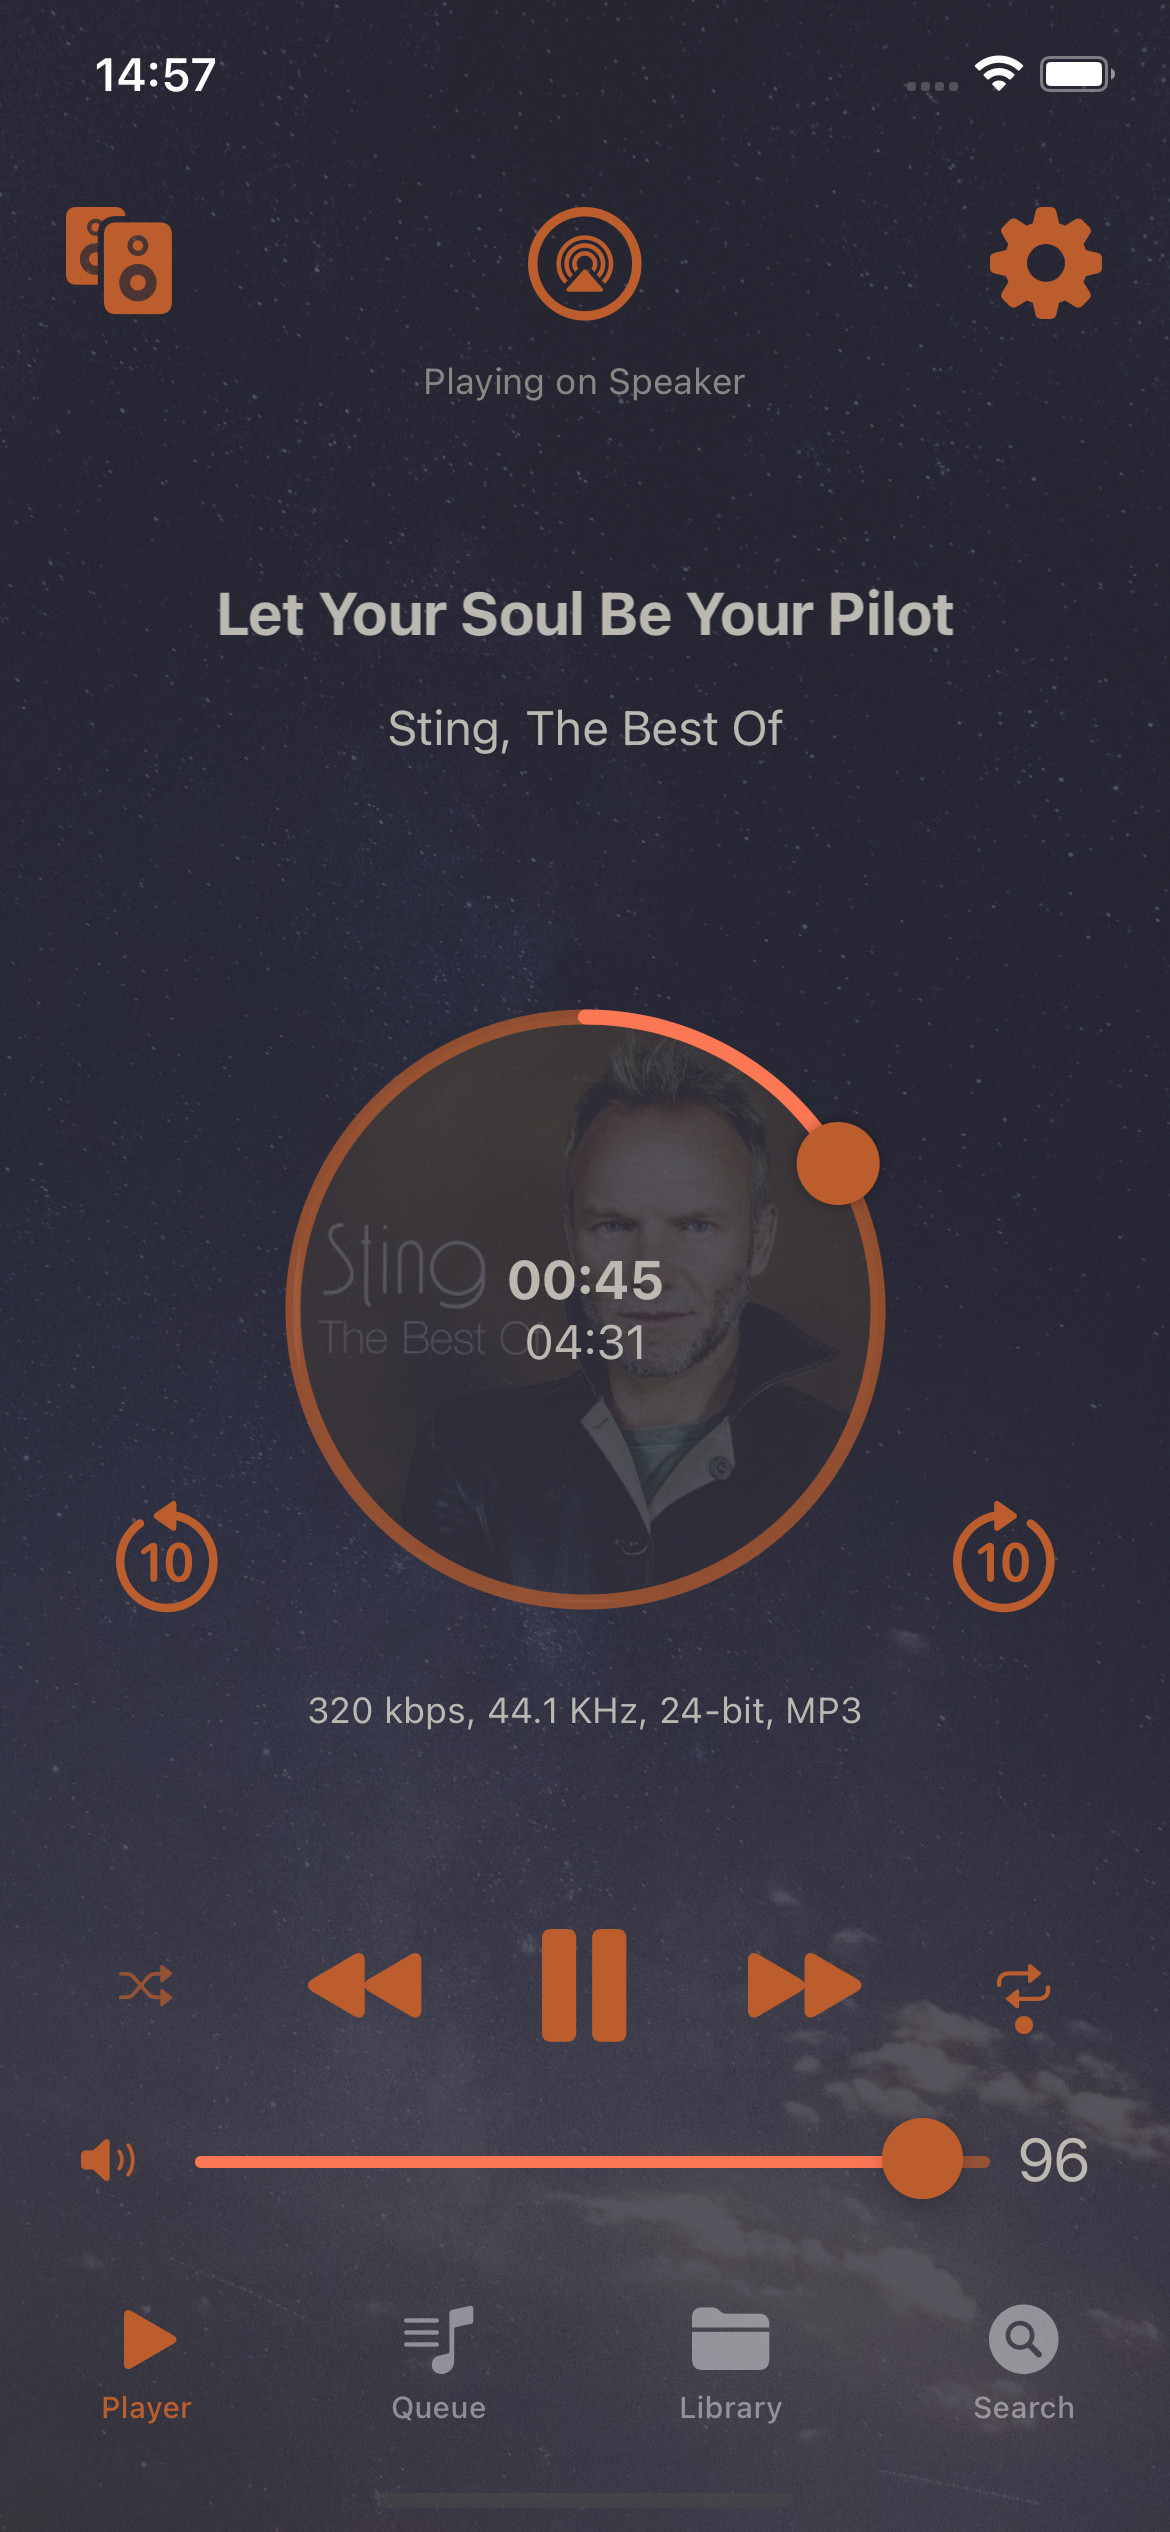 14:57
Playing on Speaker
Let Your Soul Be Your Pilot
Sting, The Best Of
Sting
The Best Of
00:45
04:31
10
10
320 kbps, 44.1 KHz, 24-bit, MP3
96
Player
Queue
Library
Search